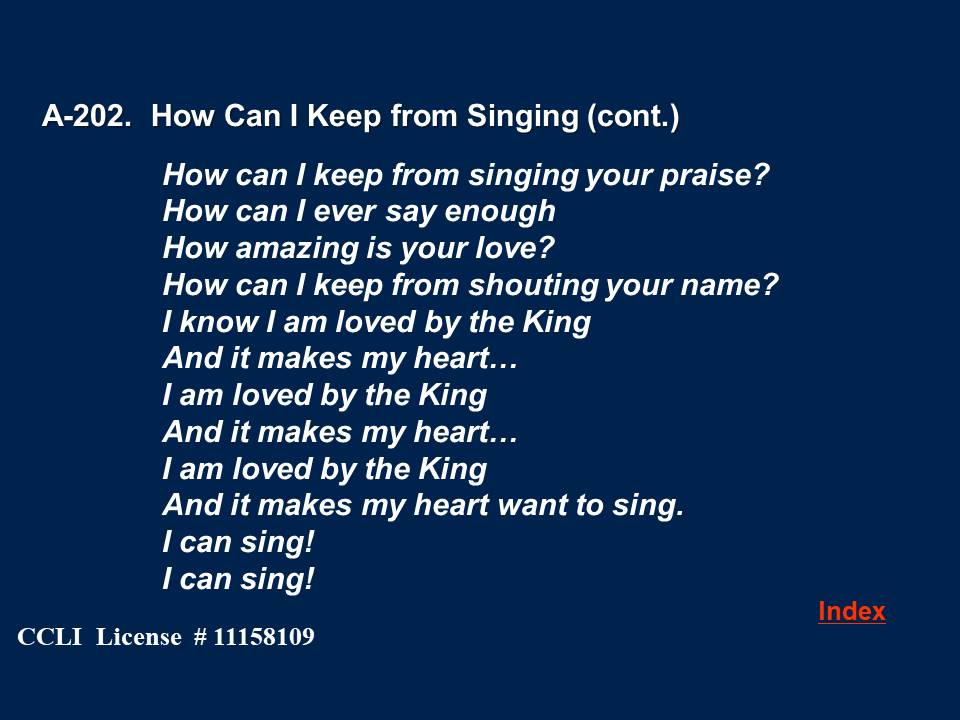 A-202. How Can I Keep from Singing (cont.)
How can I keep from singing your praise?
How can I ever say enough
How amazing is your love?
How can I keep from shouting your name?
I know I am loved by the King
And it makes my heart…
I am loved by the King
And it makes my heart…
I am loved by the King
And it makes my heart want to sing.
I can sing!
I can sing!
Index
CCLI License # 11158109